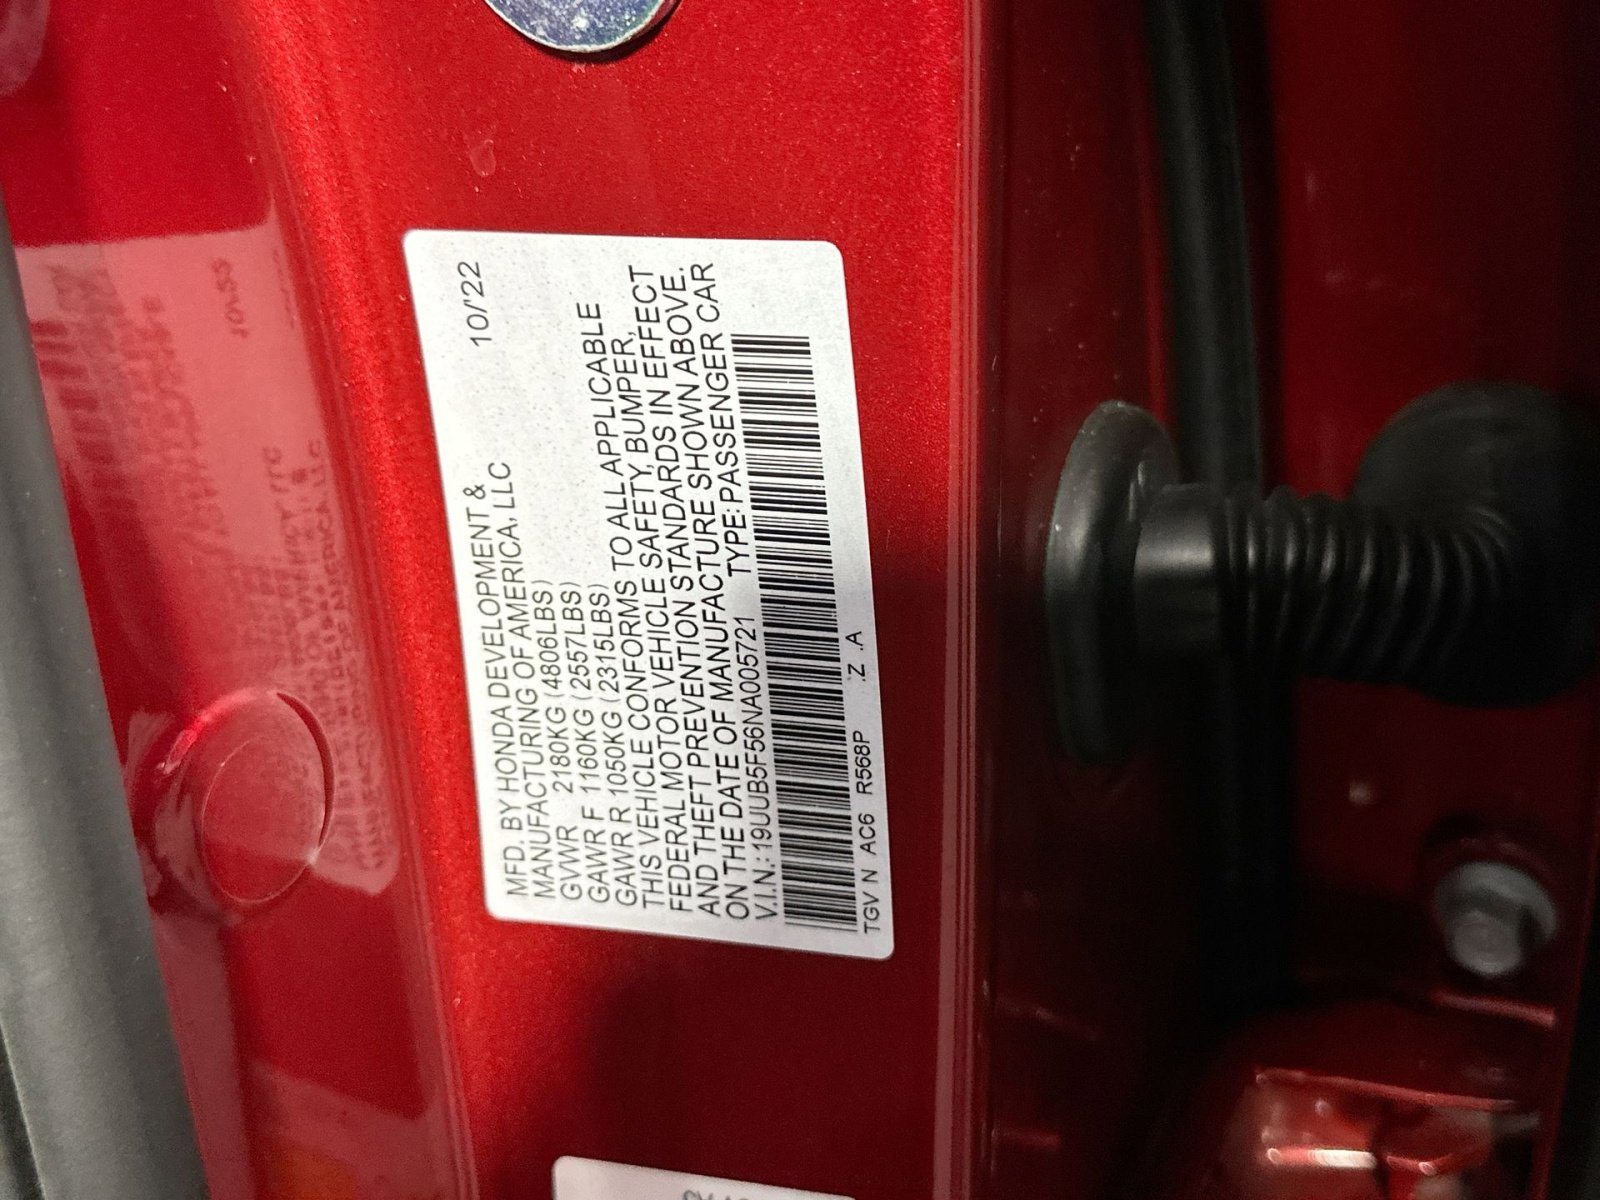 MFD. BY HONDA DEVELOPMENT & 10/'22
MANUFACTURING OF AMERICA, LLC
GVWR 2180KG (4806LBS)
GAWR F 1160KG (2557LBS)
GAWR R 1050KG (2315LBS)
THIS VEHICLE CONFORMS TO ALL APPLICABLE
FEDERAL MOTOR VEHICLE SAFETY, BUMPER,
AND THEFT PREVENTION STANDARDS IN EFFECT
ON THE DATE OF MANUFACTURE SHOWN ABOVE.
V.I.N.: 19UUB5F56NA005721 TYPE: PASSENGER CAR
TGV N AC6 R568P .Z .A